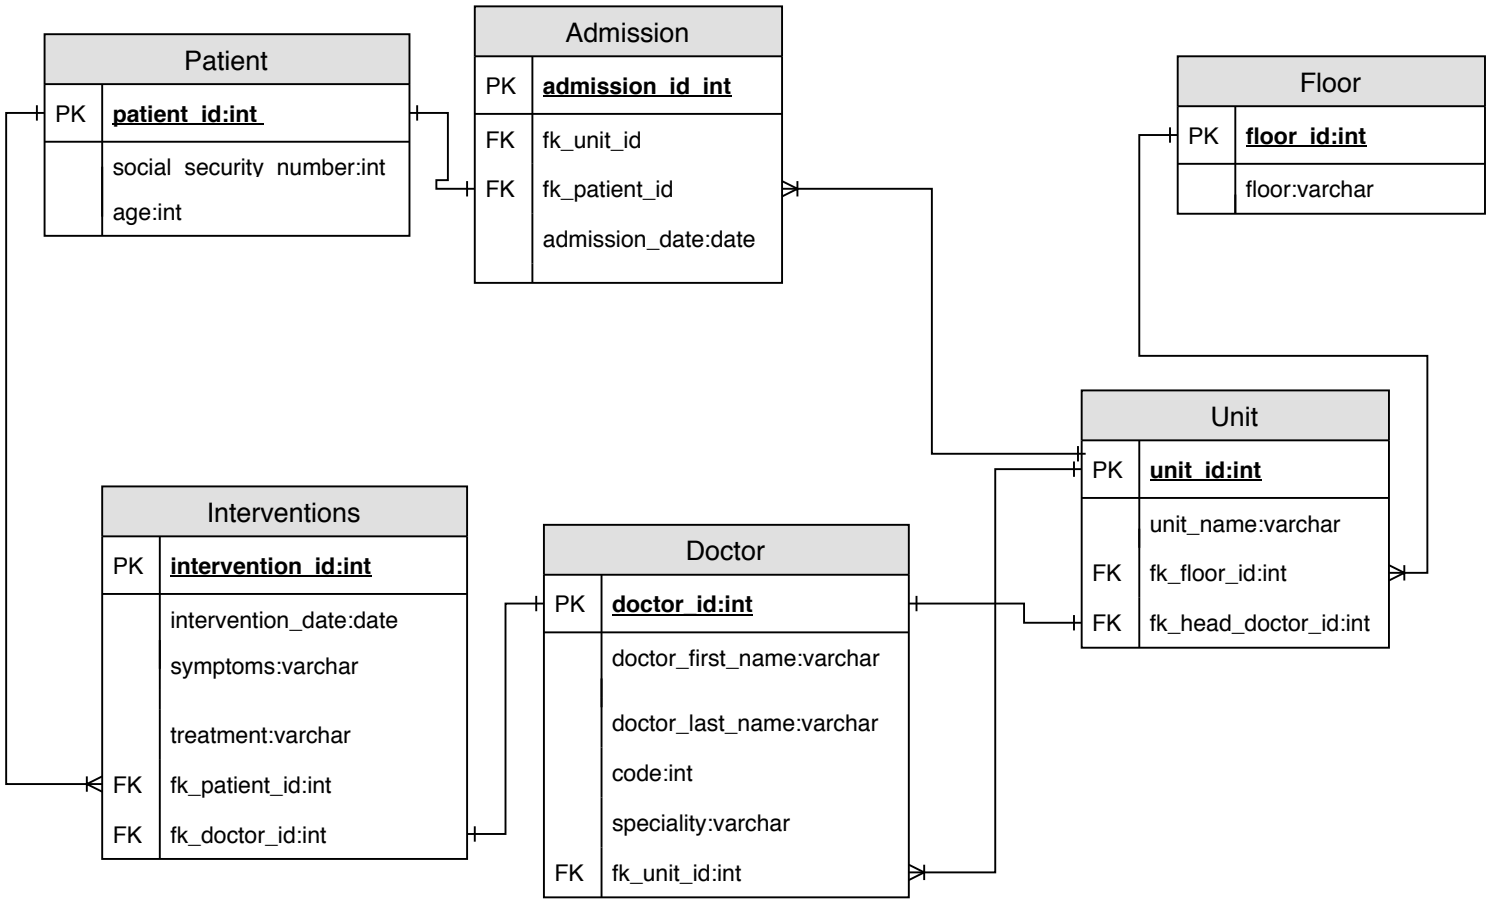 Patient
PK patient_id:int
social_security_number:int
age:int
Admission
PK admission_id_int
FK fk_unit_id
FK fk_patient_id
admission_date:date
Floor
PK floor_id:int
floor:varchar
Unit
PK unit_id:int
unit_name:varchar
FK fk_floor_id:int
FK fk_head_doctor_id:int
Interventions
PK intervention_id:int
intervention_date:date
symptoms:varchar
treatment:varchar
FK fk_patient_id:int
FK fk_doctor_id:int
Doctor
PK doctor_id:int
doctor_first_name:varchar
doctor_last_name:varchar
code:int
speciality:varchar
FK fk_unit_id:int